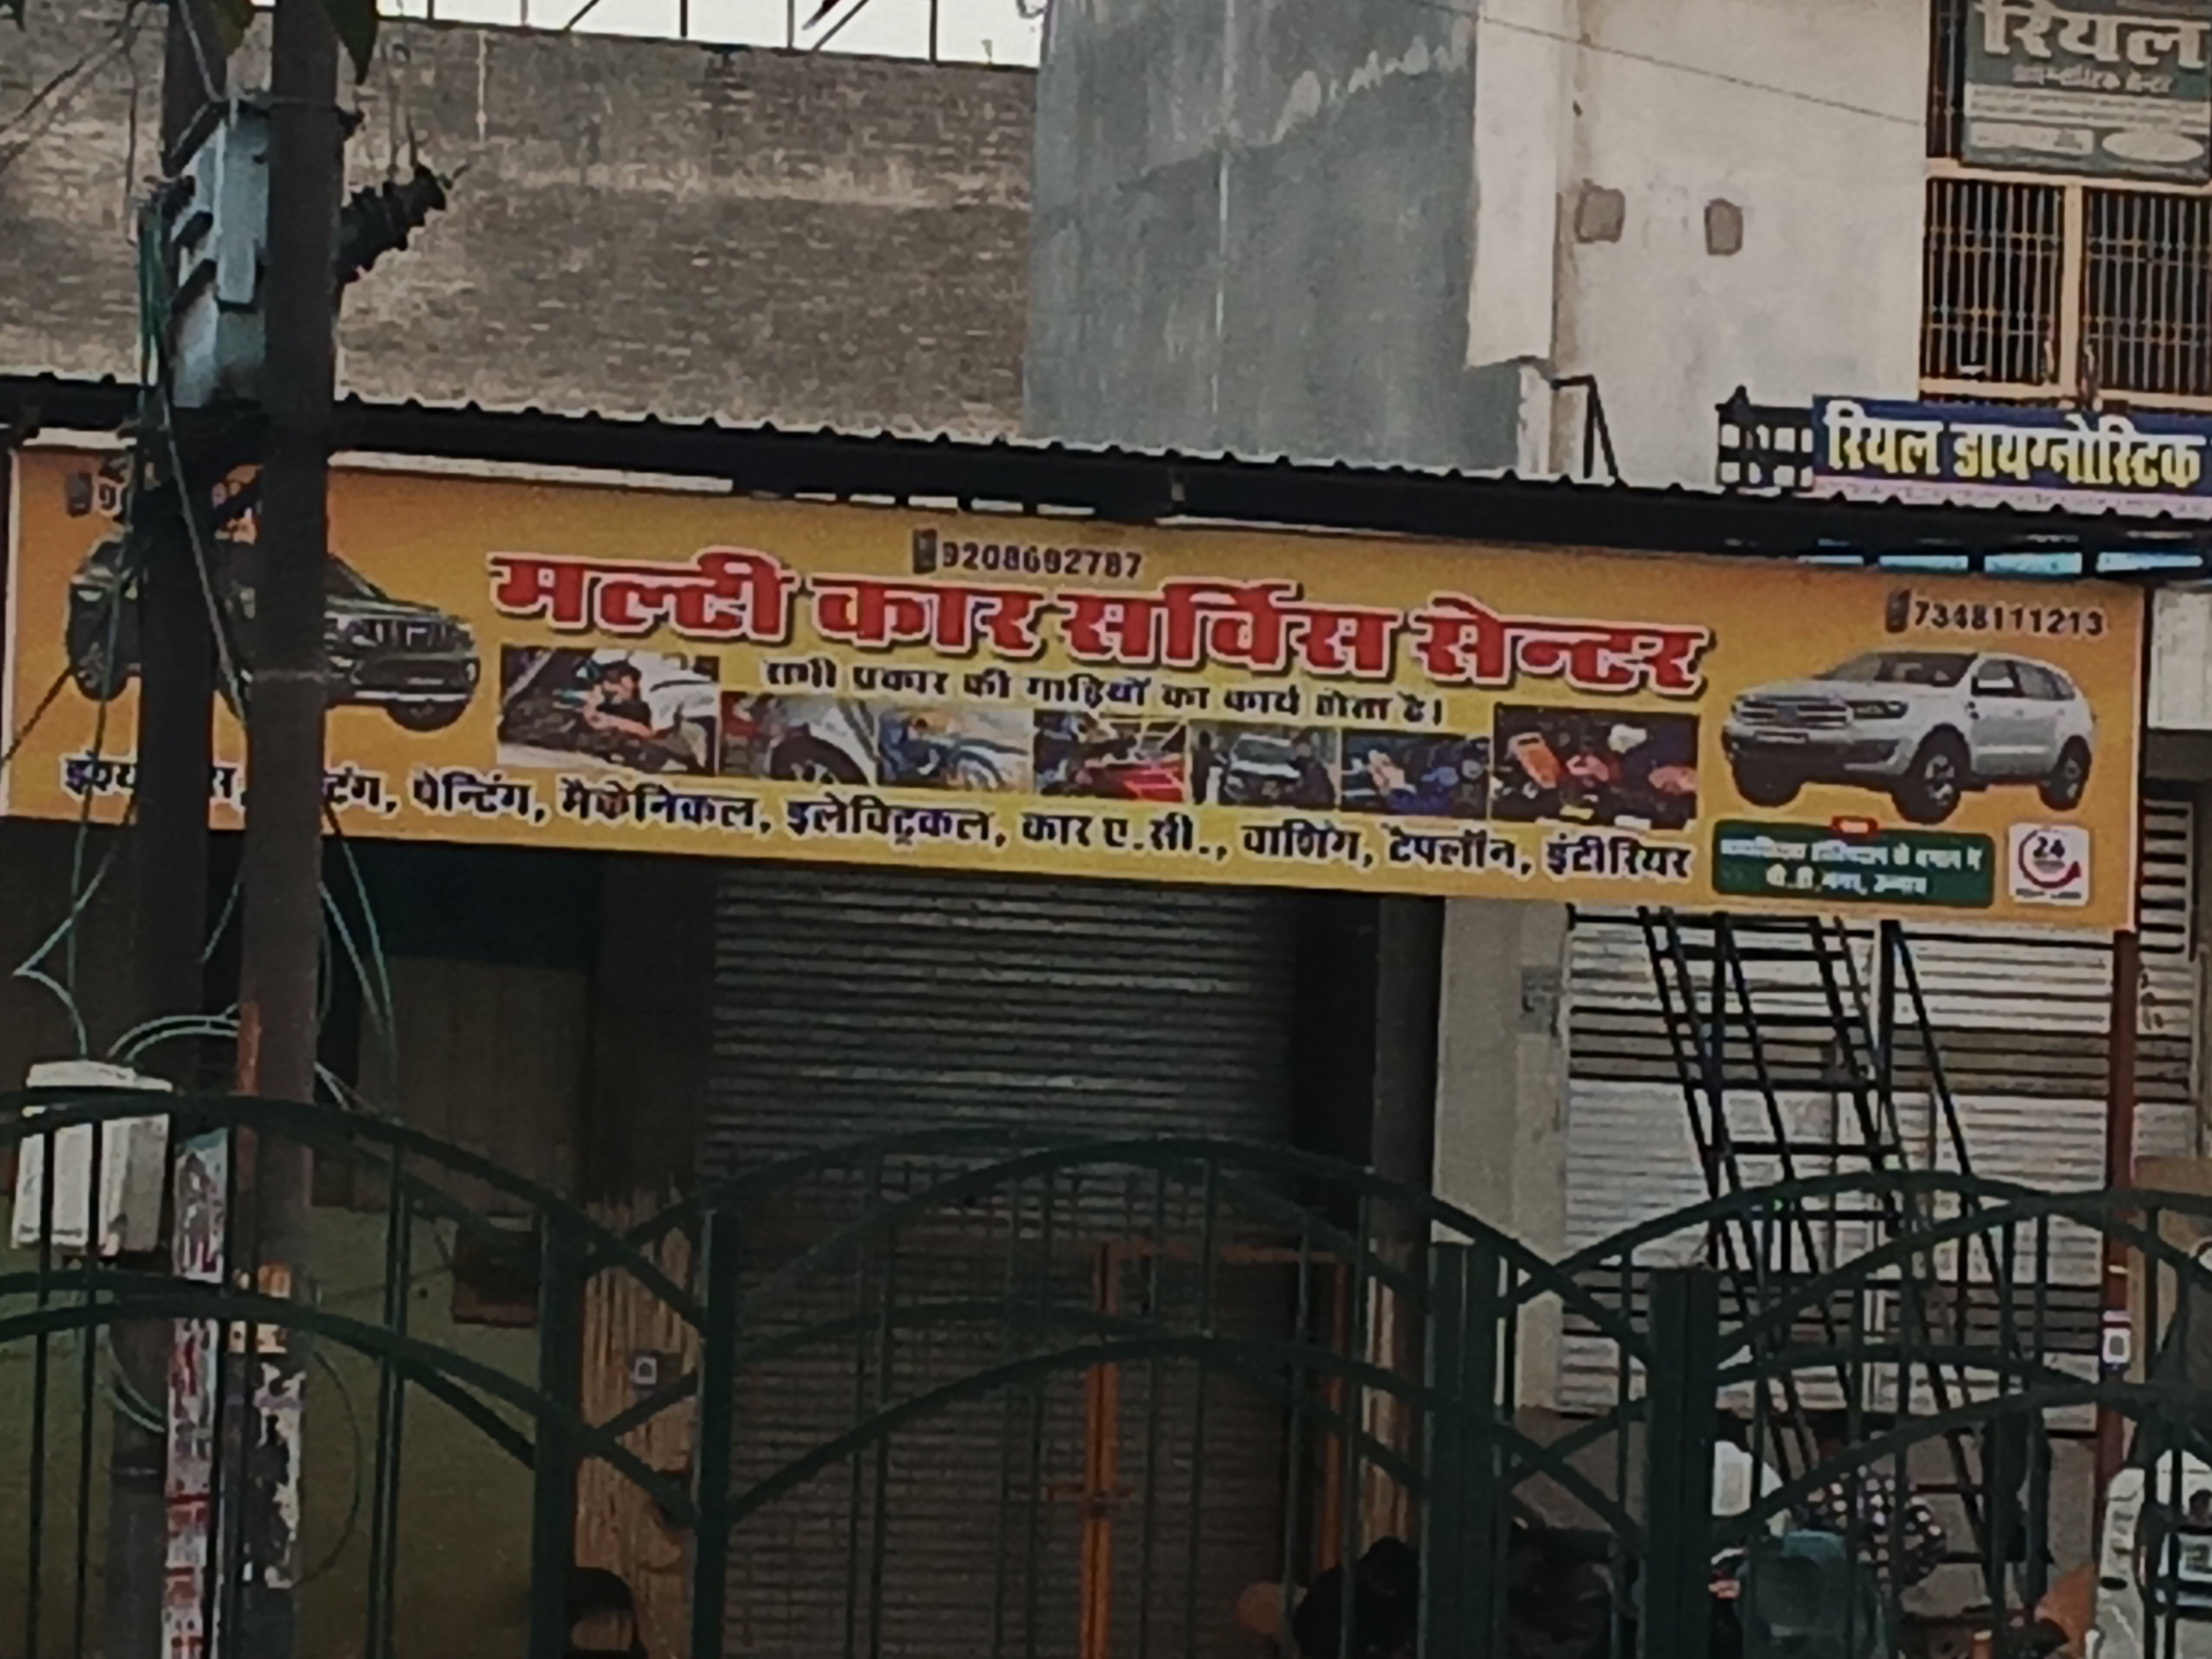 रियल
रियल डायग्नोस्टिक
9208692787
7348111213
मल्टी कार सर्विस सेन्टर
सभी प्रकार की गाड़ियों का कार्य होता है।
पेन्टिंग, मैकेनिकल, इलेक्ट्रिकल, कार ए.सी., वाशिंग, टेफ्लॉन, इंटीरियर
24